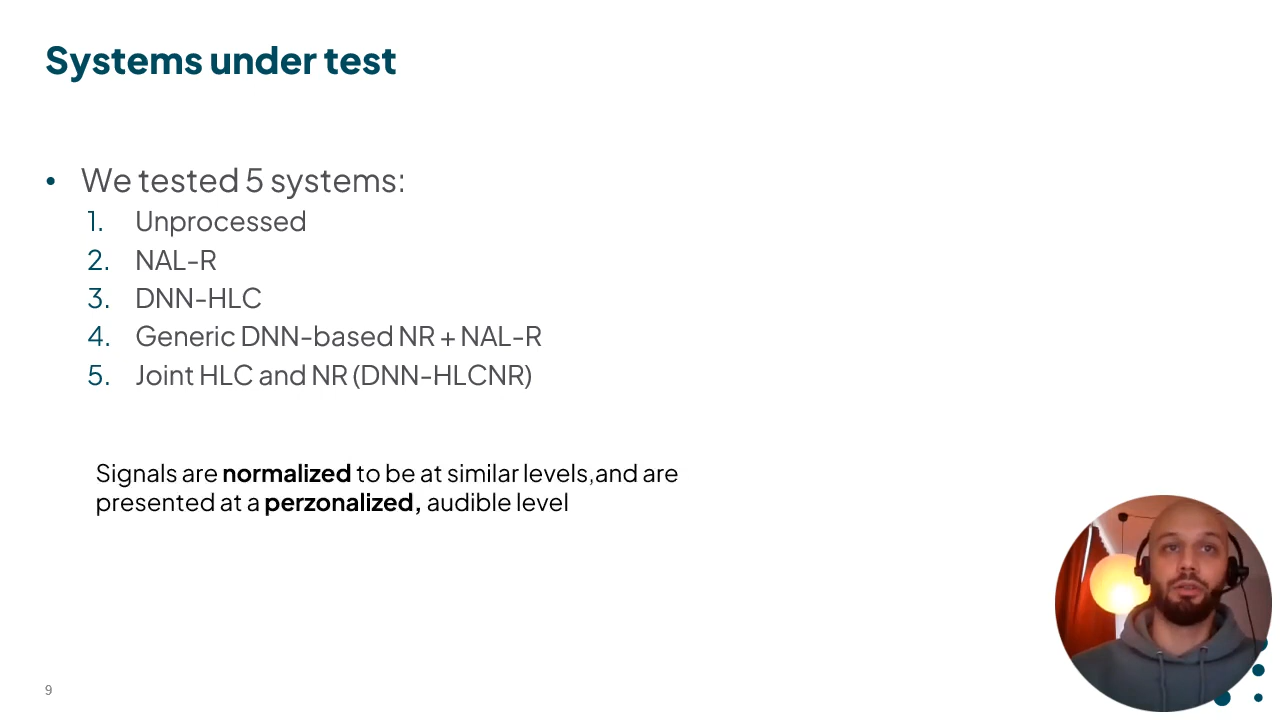 Systems under test
• We tested 5 systems:
1. Unprocessed
2. NAL-R
3. DNN-HLC
4. Generic DNN-based NR + NAL-R
5. Joint HLC and NR (DNN-HLCNR)
Signals are normalized to be at similar levels,and are
presented at a perzonalized, audible level
9